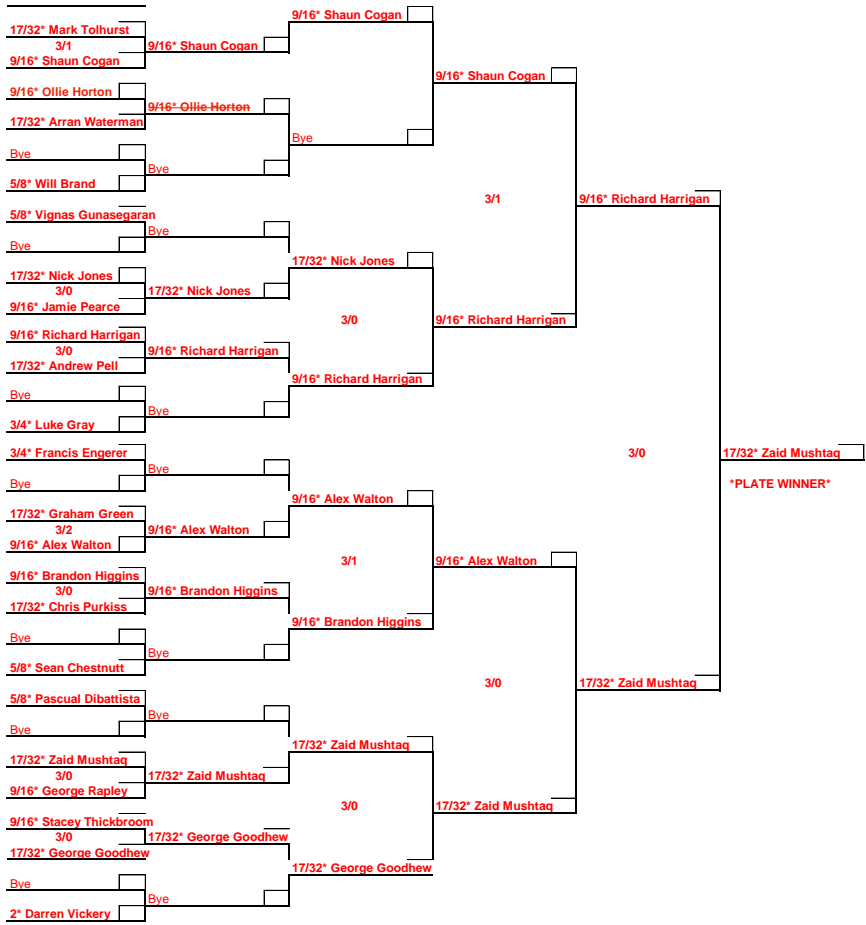 17/32* Mark Tolhurst
3/1
9/16* Shaun Cogan
9/16* Ollie Horton
17/32* Arran Waterman
Bye
5/8* Will Brand
5/8* Vignas Gunasegaran
Bye
17/32* Nick Jones
3/0
9/16* Jamie Pearce
9/16* Richard Harrigan
3/0
17/32* Andrew Pell
Bye
3/4* Luke Gray
3/4* Francis Engerer
Bye
17/32* Graham Green
3/2
9/16* Alex Walton
9/16* Brandon Higgins
3/0
17/32* Chris Purkiss
Bye
5/8* Sean Chestnutt
5/8* Pascual Dibattista
Bye
17/32* Zaid Mushtaq
3/0
9/16* George Rapley
9/16* Stacey Thickbroom
3/0
17/32* George Goodhew
Bye
2* Darren Vickery
9/16* Shaun Cogan
9/16* Ollie Horton
Bye
Bye
17/32* Nick Jones
9/16* Richard Harrigan
Bye
Bye
9/16* Alex Walton
9/16* Brandon Higgins
Bye
Bye
17/32* Zaid Mushtaq
17/32* George Goodhew
Bye
9/16* Shaun Cogan
Bye
17/32* Nick Jones
3/0
9/16* Richard Harrigan
9/16* Alex Walton
3/1
9/16* Brandon Higgins
17/32* Zaid Mushtaq
3/0
17/32* George Goodhew
9/16* Shaun Cogan
3/1
9/16* Richard Harrigan
9/16* Alex Walton
3/0
17/32* Zaid Mushtaq
9/16* Richard Harrigan
3/0
17/32* Zaid Mushtaq
17/32* Zaid Mushtaq
*PLATE WINNER*